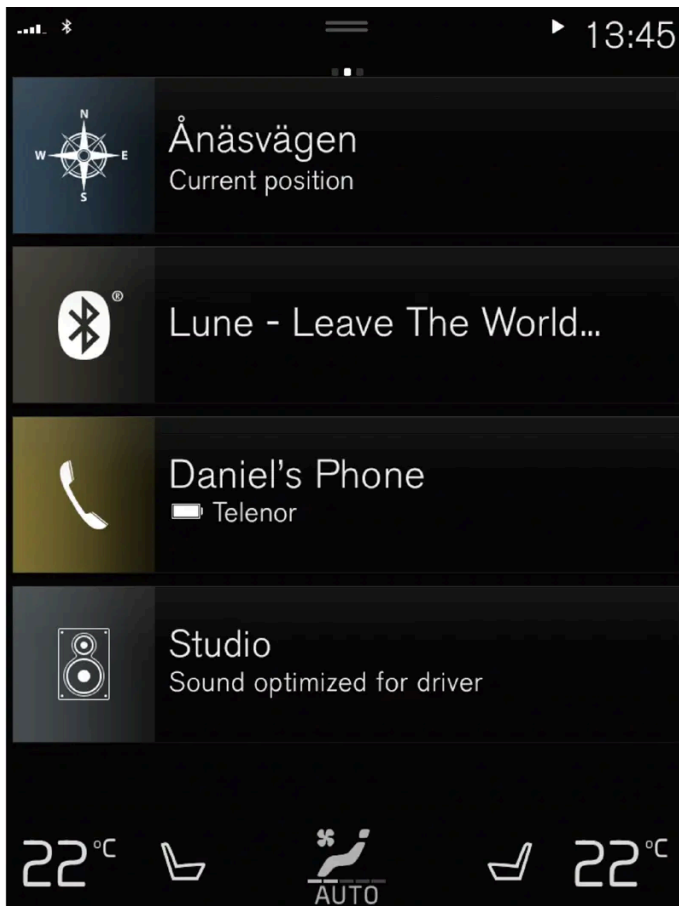 13:45
N
W E
S
Ånäsvägen
Current position
®
Lune - Leave The World...
Daniel's Phone
Telenor
Studio
Sound optimized for driver
22°C 22°C
AUTO